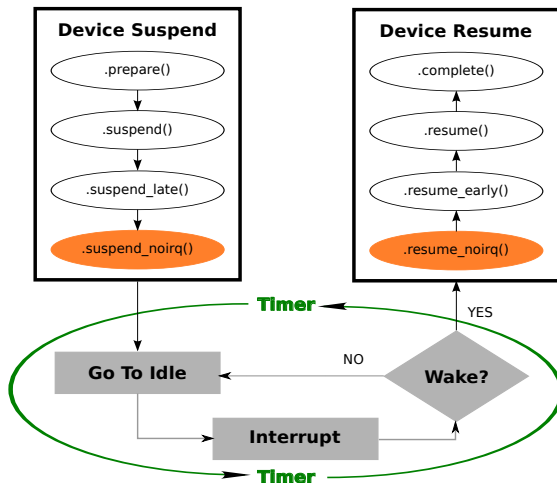 Device Suspend
.prepare()
.suspend()
.suspend_late()
.suspend_noirq()
Device Resume
.complete()
.resume()
.resume_early()
.resume_noirq()
Timer
YES
NO
Go To Idle
Wake?
Interrupt
Timer